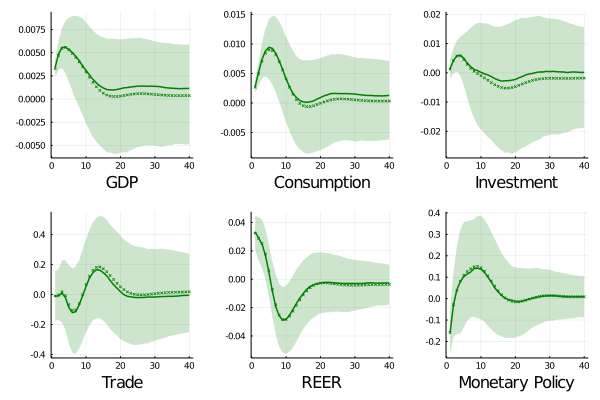 0.0075
0.0050
0.0025
0.0000
-0.0025
-0.0050
0 10 20 30 40
GDP
0.015
0.010
0.005
0.000
-0.005
0 10 20 30 40
Consumption
0.02
0.01
0.00
-0.01
-0.02
0 10 20 30 40
Investment
0.4
0.2
0.0
-0.2
-0.4
0 10 20 30 40
Trade
0.04
0.02
0.00
-0.02
-0.04
0 10 20 30 40
REER
0.4
0.3
0.2
0.1
0.0
-0.1
-0.2
0 10 20 30 40
Monetary Policy